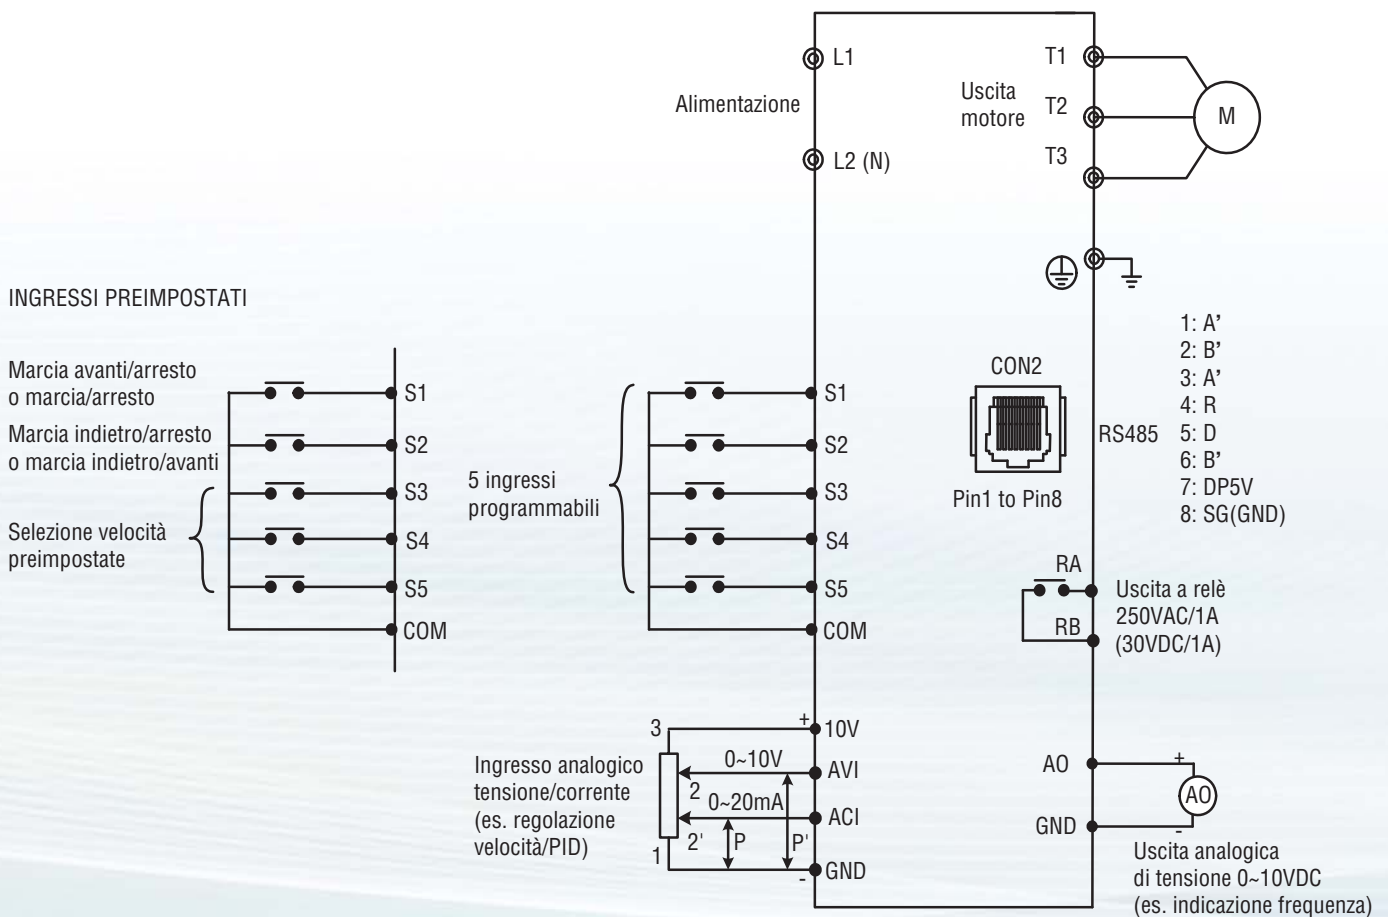 L1
Alimentazione
L2 (N)
T1
Uscita
motore
T2
T3
M
INGRESSI PREIMPOSTATI
Marcia avanti/arresto
o marcia/arresto
Marcia indietro/arresto
o marcia indietro/avanti
Selezione velocità
preimpostate
S1
S2
S3
S4
S5
COM
5 ingressi
programmabili
S1
S2
S3
S4
S5
COM
CON2
RS485
Pin1 to Pin8
1: A’
2: B’
3: A’
4: R
5: D
6: B’
7: DP5V
8: SG(GND)
RA
RB
Uscita a relè
250VAC/1A
(30VDC/1A)
Ingresso analogico
tensione/corrente
(es. regolazione
velocità/PID)
3
+
10V
0~10V
AVI
2
0~20mA
ACI
2'
P
P'
1
-
GND
AO
+
AO
GND
-
Uscita analogica
di tensione 0~10VDC
(es. indicazione frequenza)